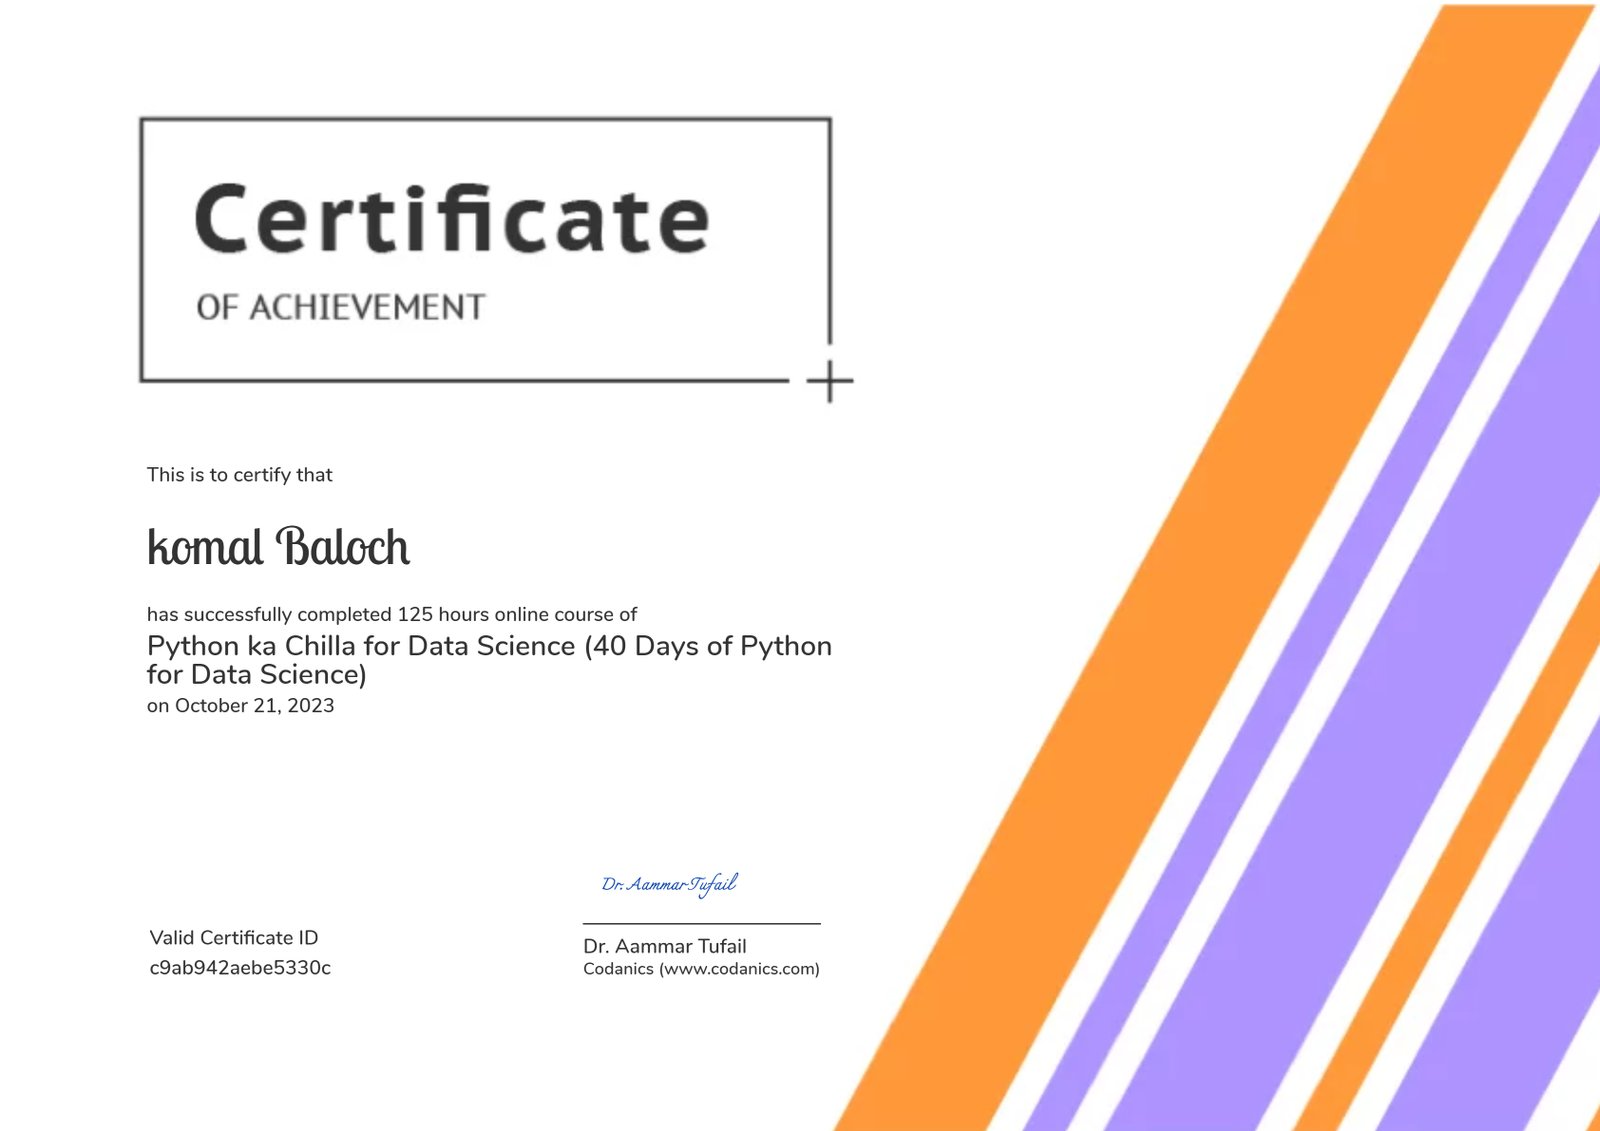 Certificate
OF ACHIEVEMENT
This is to certify that
komal Baloch
has successfully completed 125 hours online course of
Python ka Chilla for Data Science (40 Days of Python
for Data Science)
on October 21, 2023
Dr. Aammar Tufail
Valid Certificate ID
c9ab942aebe5330c
Dr. Aammar Tufail
Codanics (www.codanics.com)